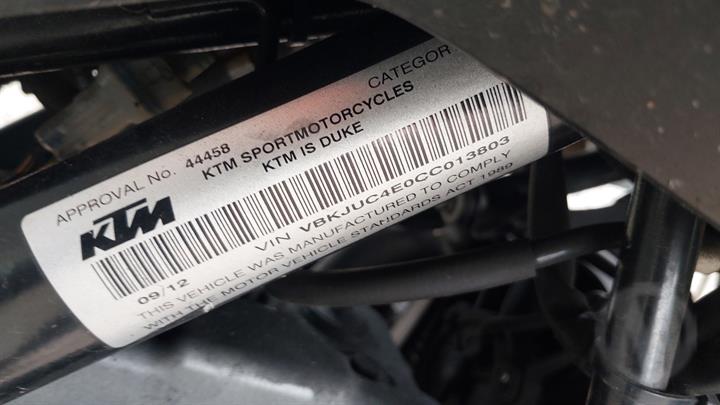 APPROVAL No. 44458 CATEGOR
KTM SPORTMOTORCYCLES
KTM IS DUKE
KTM
VIN VBKJUC4E0CC013803
09/12
THIS VEHICLE WAS MANUFACTURED TO COMPLY
WITH THE MOTOR VEHICLE STANDARDS ACT 1989